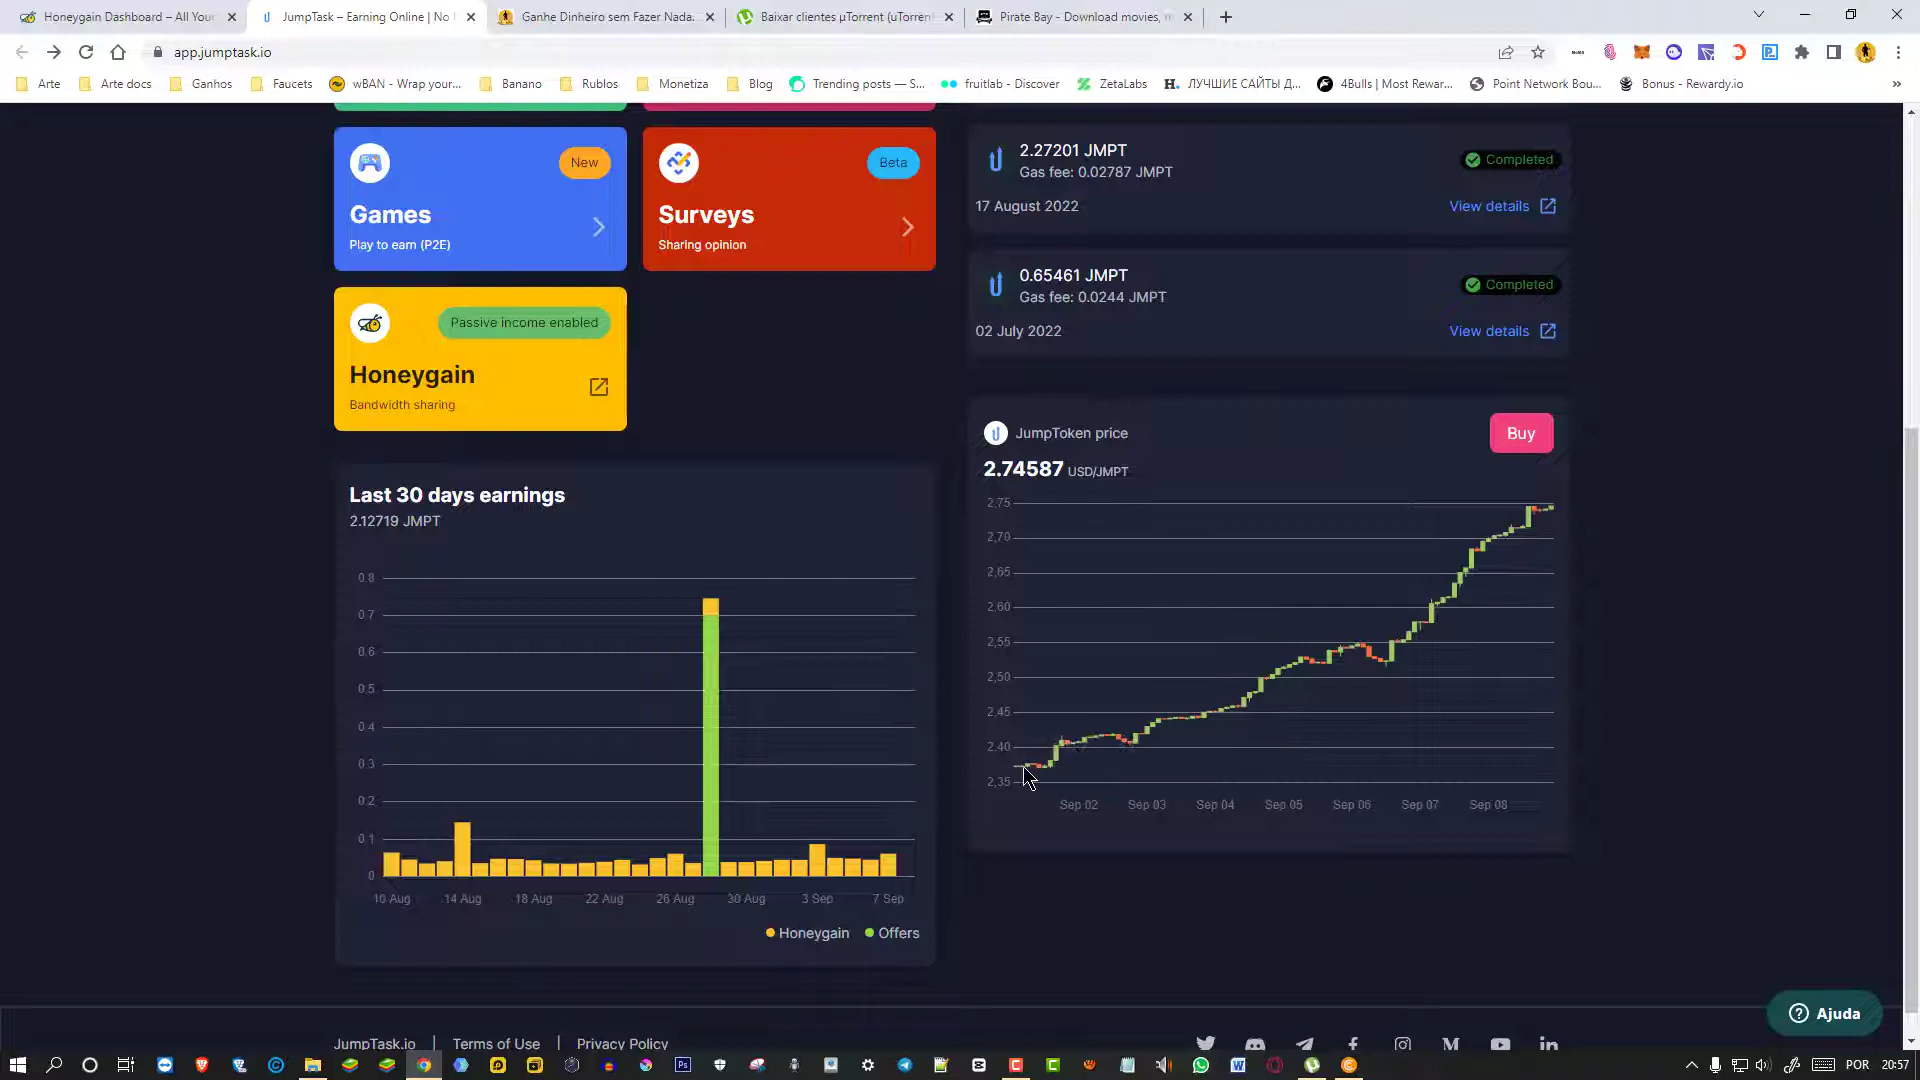 Honeygain Dashboard – All Your
JumpTask – Earning Online | No
Ganhe Dinheiro sem Fazer Nada.
Baixar clientes µTorrent (uTorren
Pirate Bay - Download movies,
app.jumptask.io
Arte
Arte docs
Ganhos
Faucets
wBAN - Wrap your...
Banano
Rublos
Monetiza
Blog
Trending posts — S...
fruitlab - Discover
ZetaLabs
ЛУЧШИЕ САЙТЫ Д...
4Bulls | Most Rewar...
Point Network Bou...
Bonus - Rewardy.io
»
New
Games
Play to earn (P2E)
Beta
Surveys
Sharing opinion
Passive income enabled
Honeygain
Bandwidth sharing
2.27201 JMPT
Gas fee: 0.02787 JMPT
Completed
17 August 2022
View details
0.65461 JMPT
Gas fee: 0.0244 JMPT
Completed
02 July 2022
View details
Last 30 days earnings
2.12719 JMPT
0.8
0.7
0.6
0.5
0.4
0.3
0.2
0.1
0
10 Aug 14 Aug 18 Aug 22 Aug 26 Aug 30 Aug 3 Sep 7 Sep
Honeygain Offers
JumpToken price
Buy
2.74587 USD/JMPT
2,75
2,70
2,65
2,60
2,55
2,50
2,45
2,40
2,35
Sep 02 Sep 03 Sep 04 Sep 05 Sep 06 Sep 07 Sep 08
Ajuda
JumpTask.io | Terms of Use | Privacy Policy
POR 20:57